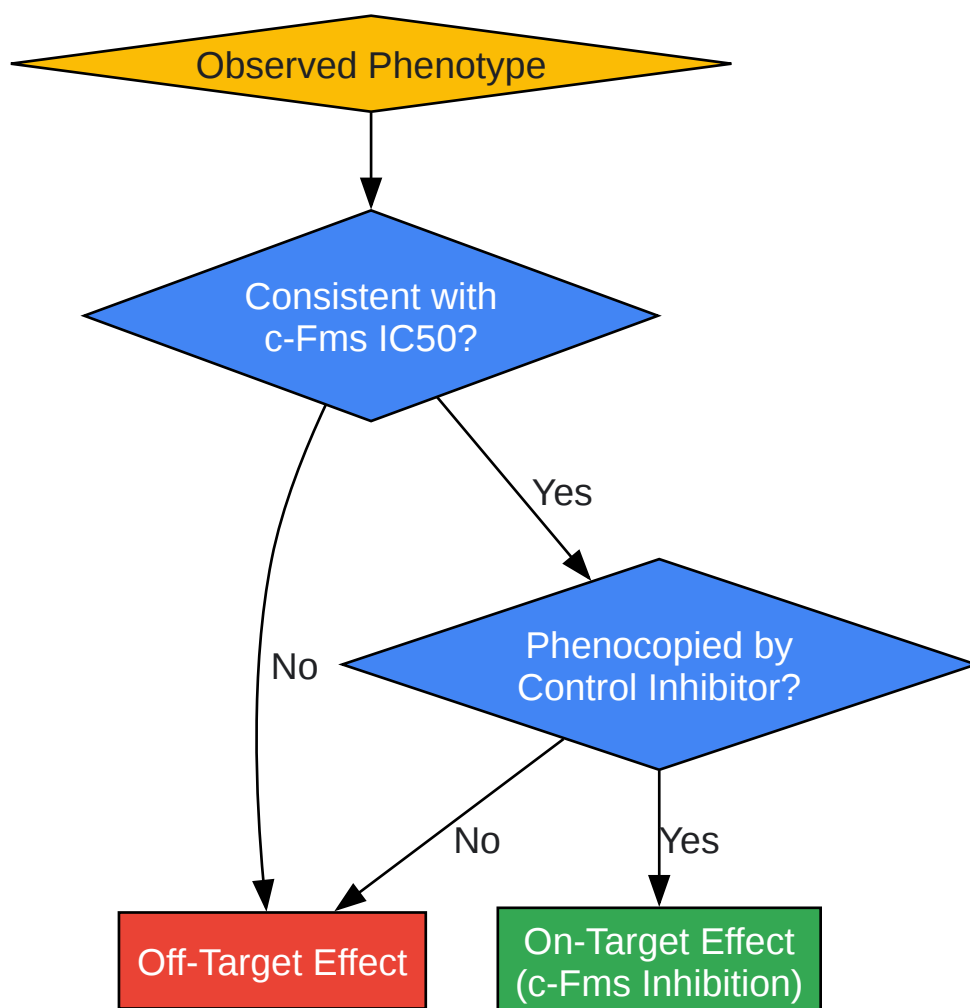 Observed Phenotype
Consistent with
c-Fms IC50?
Yes
No
Phenocopied by
Control Inhibitor?
No
Yes
Off-Target Effect
On-Target Effect
(c-Fms Inhibition)